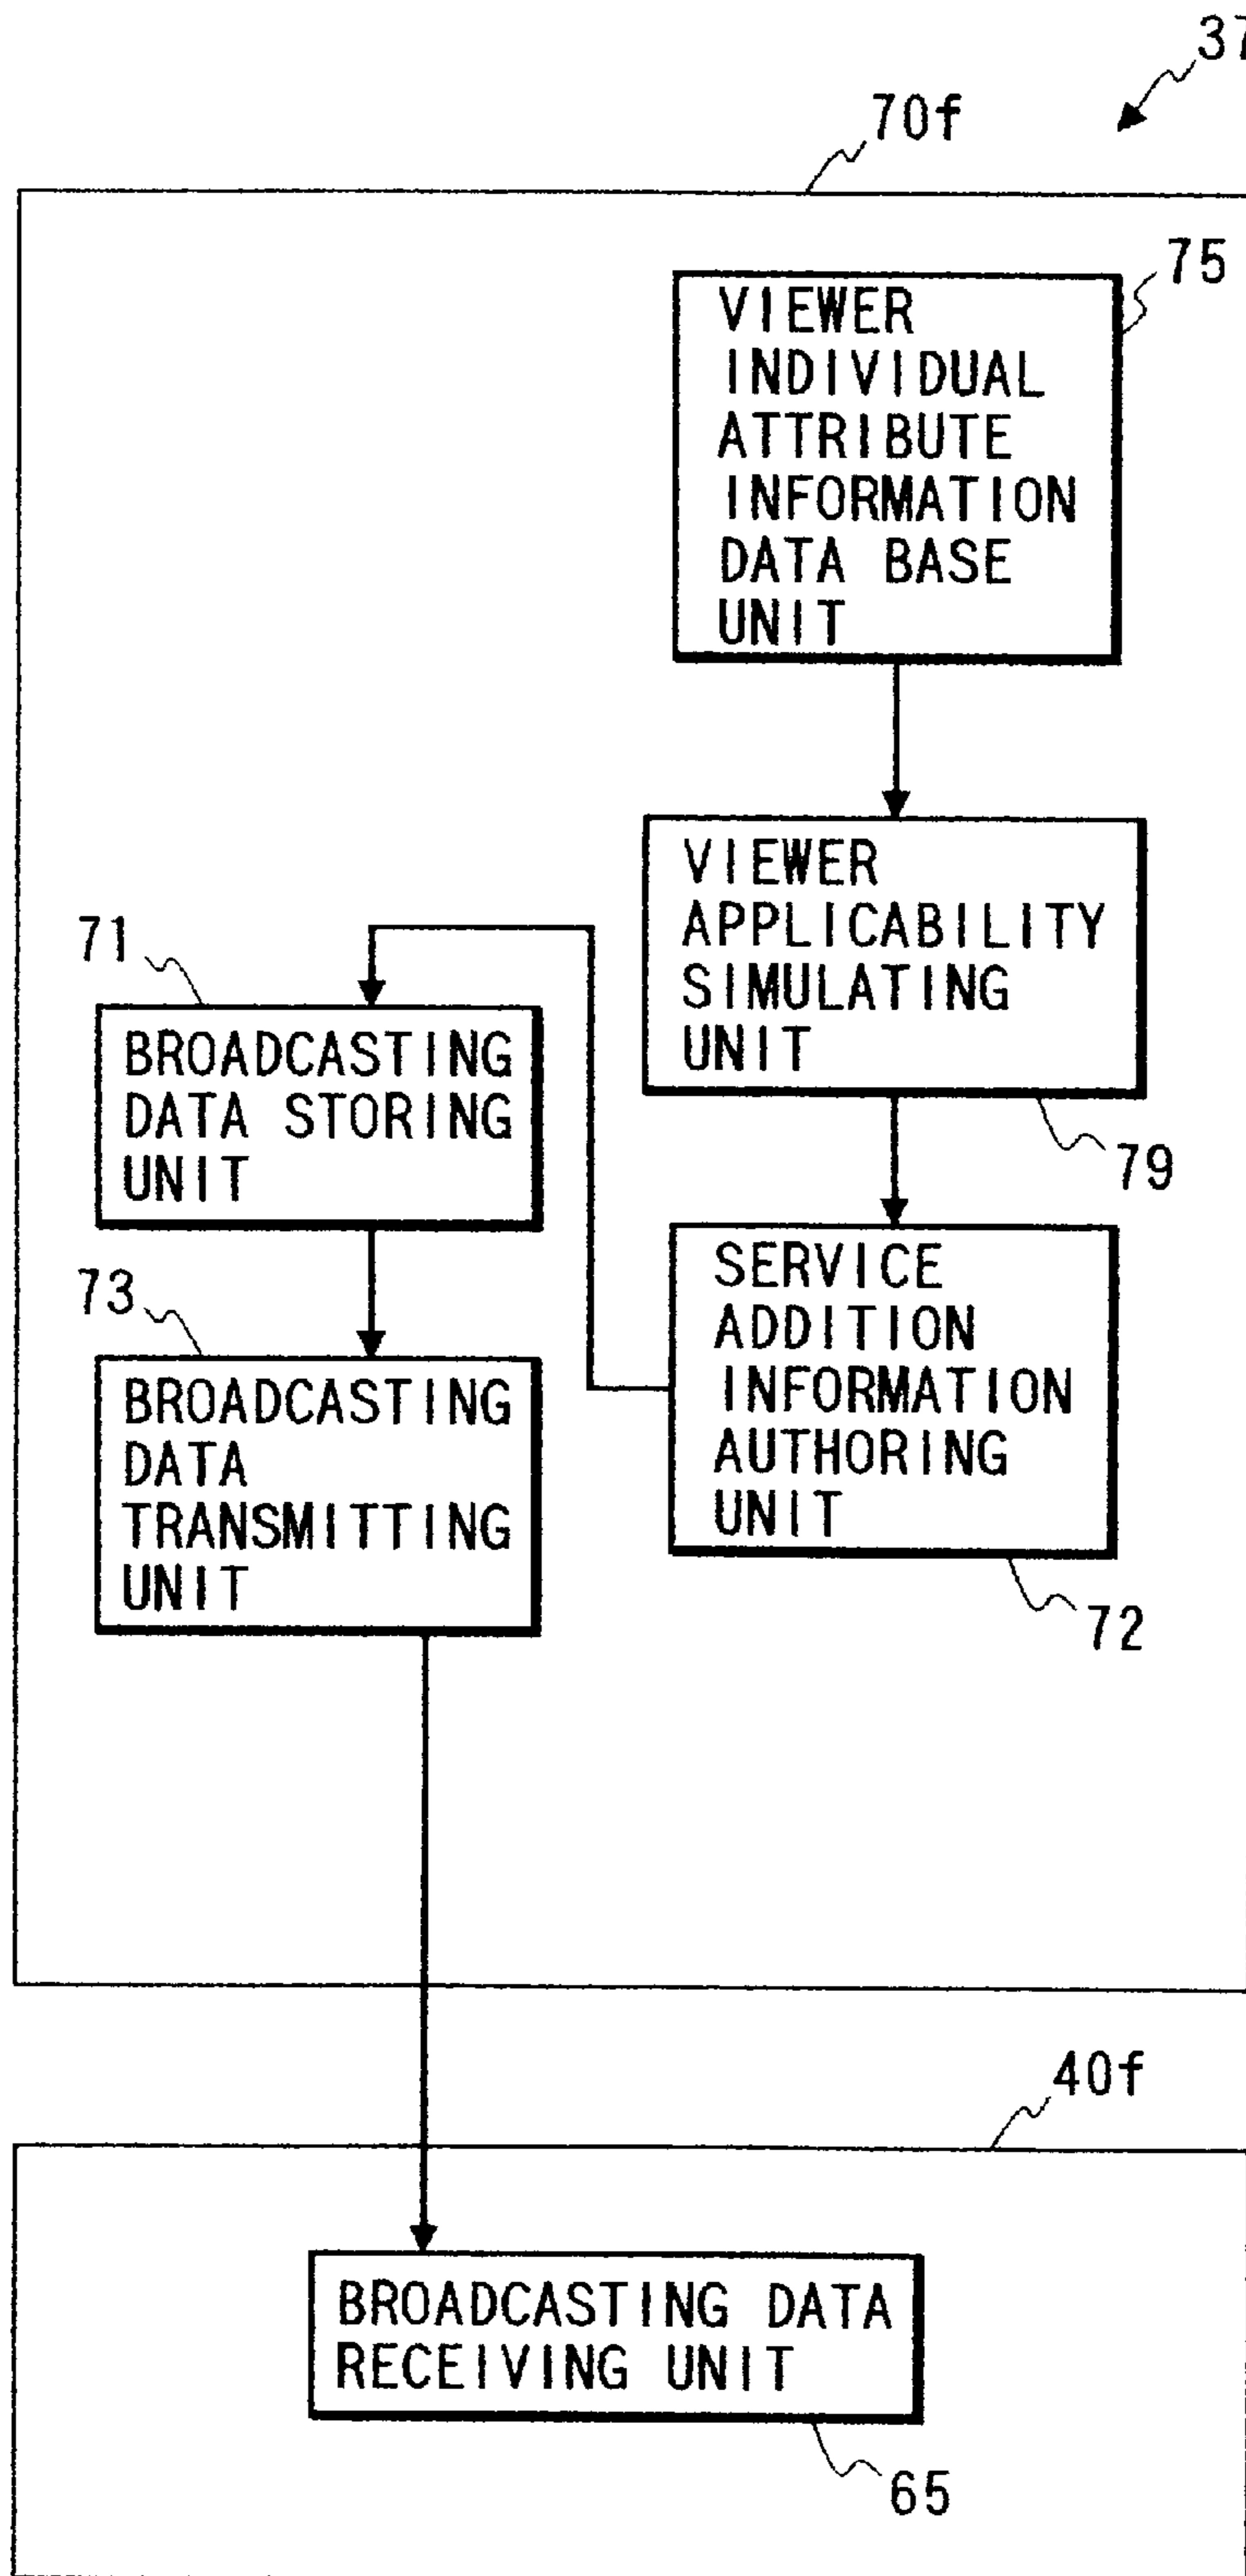 37
70f
75
VIEWER
INDIVIDUAL
ATTRIBUTE
INFORMATION
DATA BASE
UNIT
VIEWER
APPLICABILITY
SIMULATING
UNIT
79
71
BROADCASTING
DATA STORING
UNIT
73
BROADCASTING
DATA
TRANSMITTING
UNIT
SERVICE
ADDITION
INFORMATION
AUTHORING
UNIT
72
40f
BROADCASTING DATA
RECEIVING UNIT
65